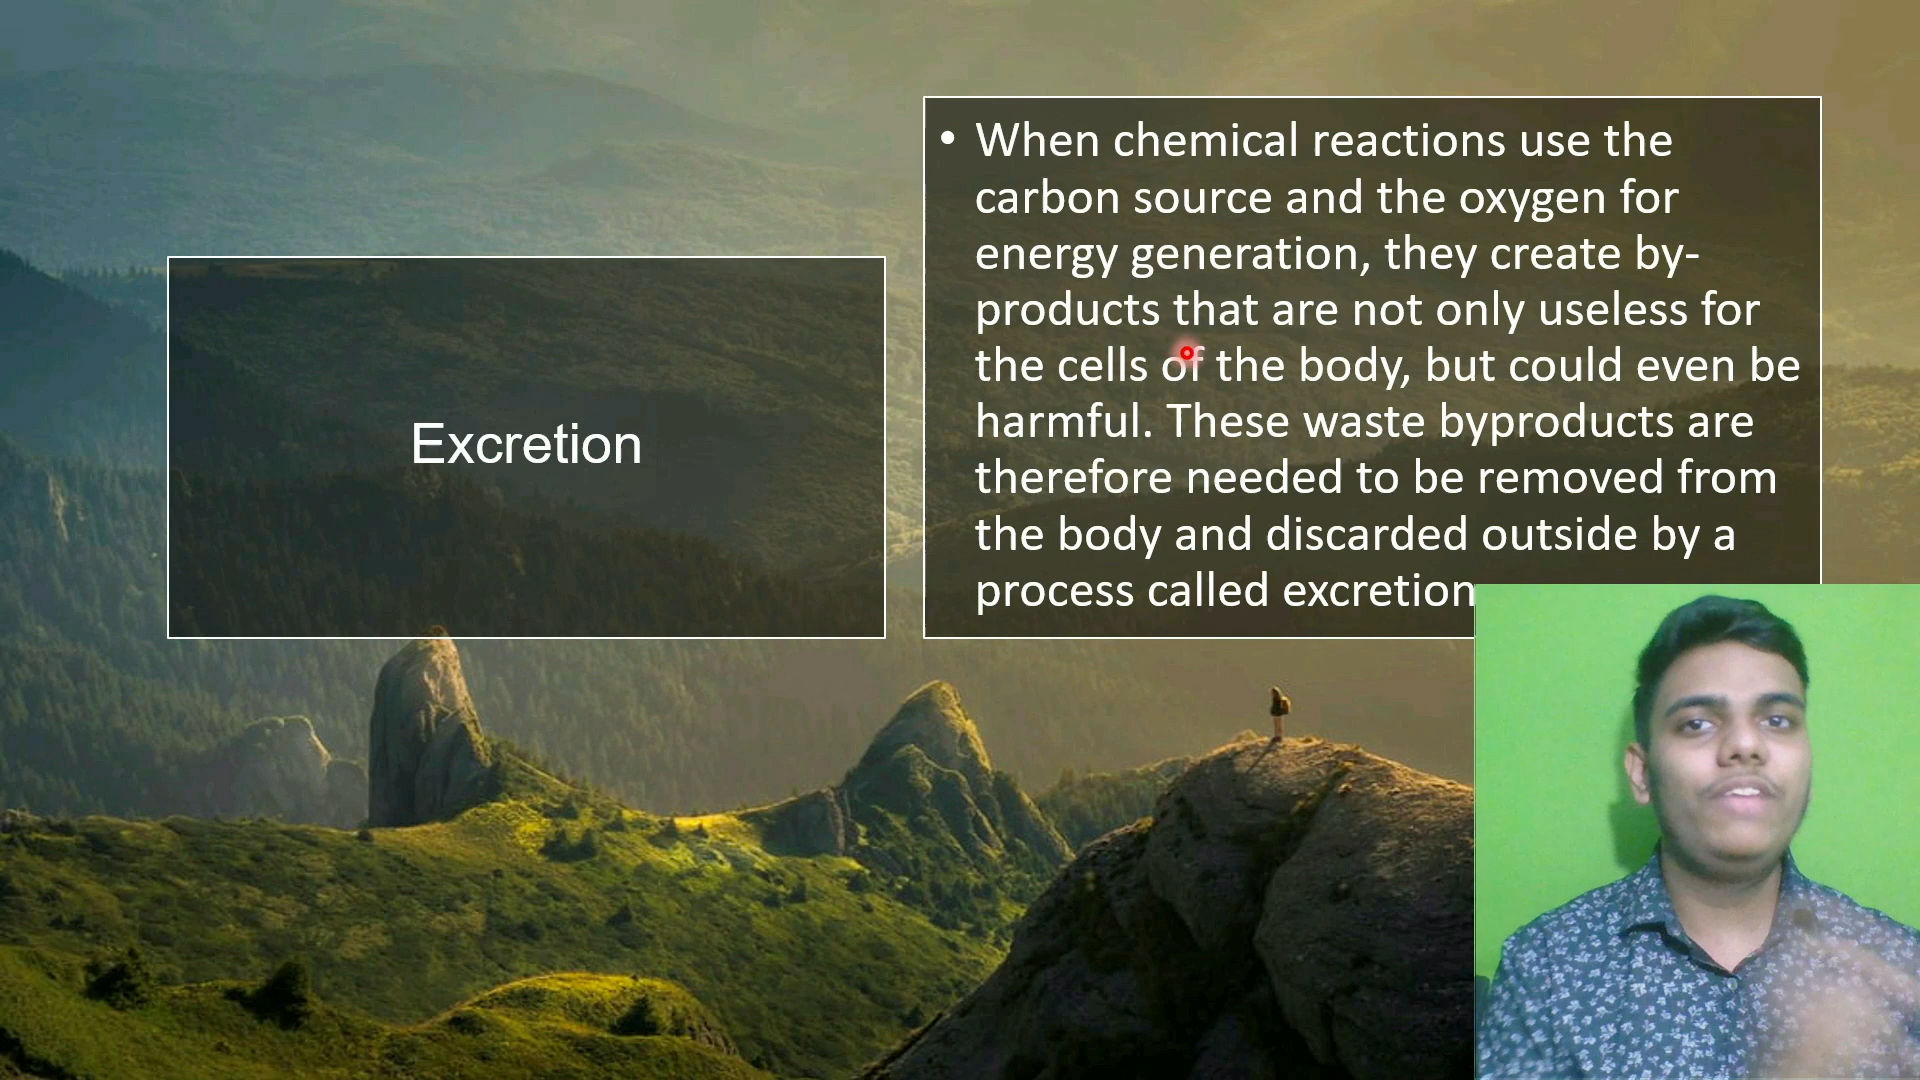 Excretion
• When chemical reactions use the
carbon source and the oxygen for
energy generation, they create by-
products that are not only useless for
the cells of the body, but could even be
harmful. These waste byproducts are
therefore needed to be removed from
the body and discarded outside by a
process called excretion